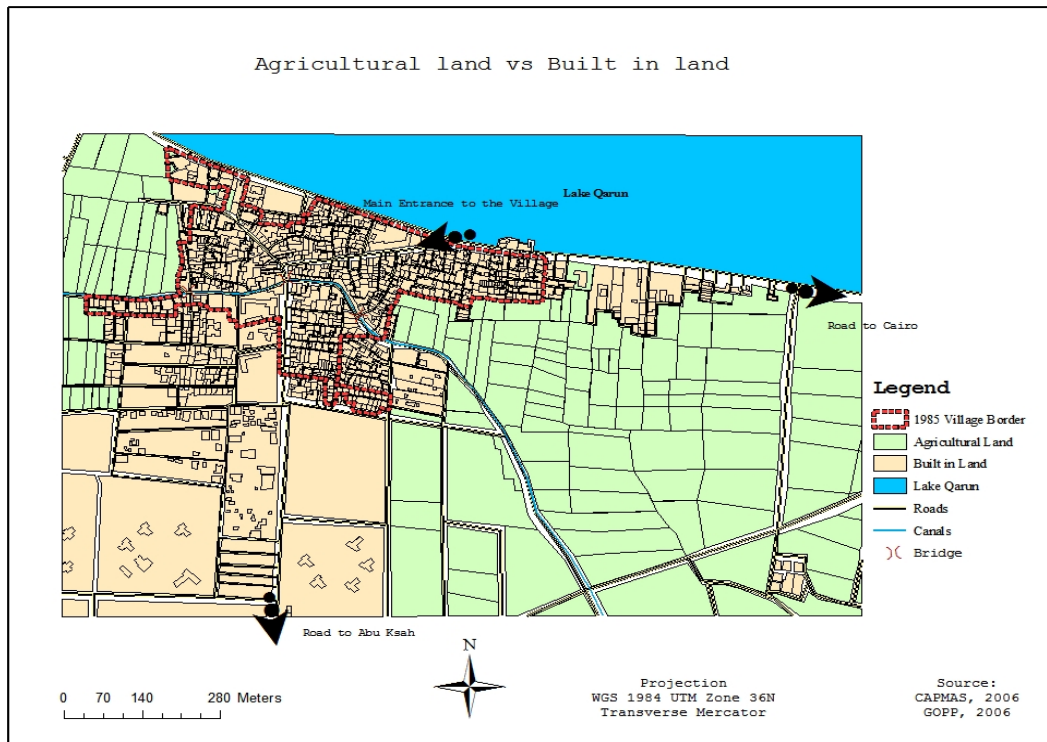 Agricultural land vs Built in land
Lake Qarun
Main Entrance to the Village
Road to Cairo
Legend
1985 Village Border
Agricultural Land
Built in Land
Lake Qarun
Roads
Canals
Bridge
Road to Abu Ksah
N
0 70 140 280 Meters
Projection
WGS 1984 UTM Zone 36N
Transverse Mercator
Source:
CAPMAS, 2006
GOPP, 2006